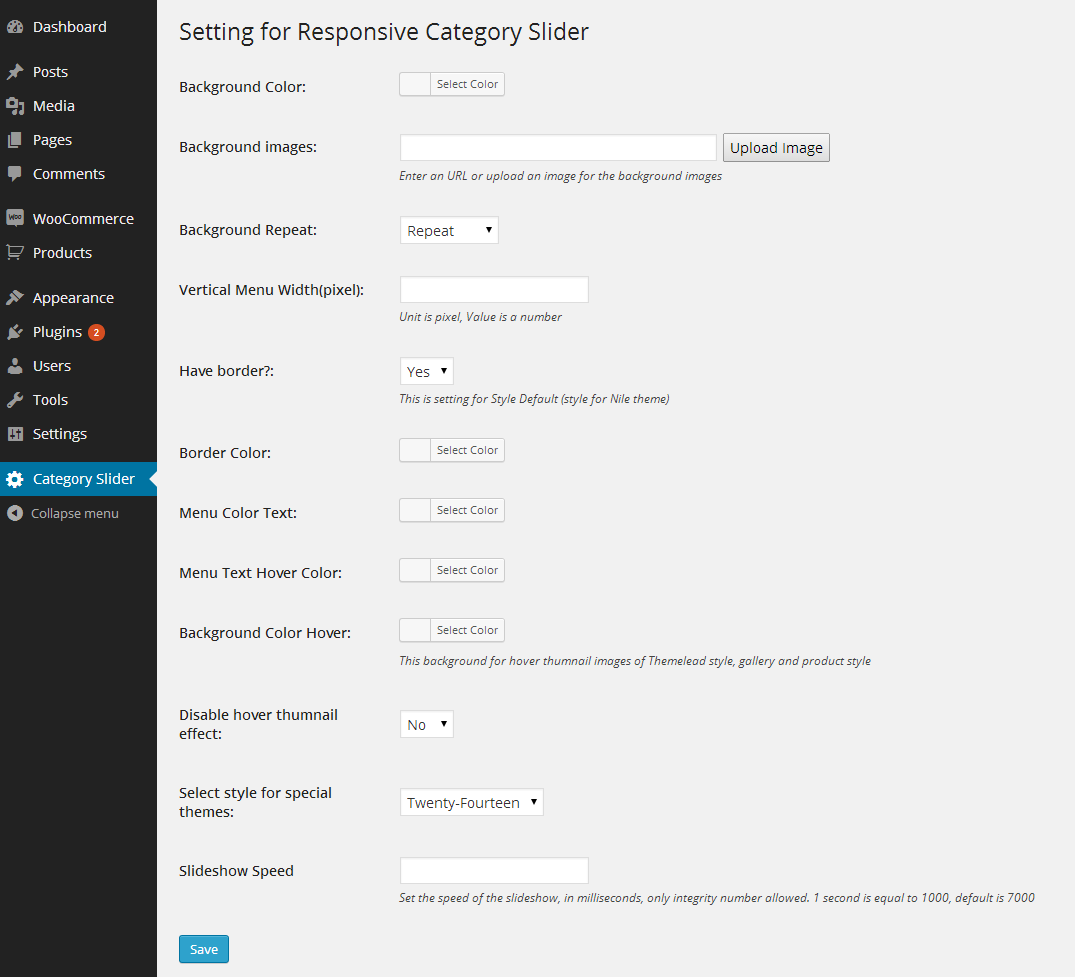 Dashboard
Posts
Media
Pages
Comments
Woo WooCommerce
Products
Appearance
Plugins 2
Users
Tools
Settings
Category Slider
Collapse menu
Setting for Responsive Category Slider
Background Color: Select Color
Background images: Upload Image
Enter an URL or upload an image for the background images
Background Repeat: Repeat
Vertical Menu Width(pixel):
Unit is pixel, Value is a number
Have border?: Yes
This is setting for Style Default (style for Nile theme)
Border Color: Select Color
Menu Color Text: Select Color
Menu Text Hover Color: Select Color
Background Color Hover: Select Color
This background for hover thumnail images of Themelead style, gallery and product style
Disable hover thumnail
effect:
No
Select style for special
themes:
Twenty-Fourteen
Slideshow Speed
Set the speed of the slideshow, in milliseconds, only integrity number allowed. 1 second is equal to 1000, default is 7000
Save